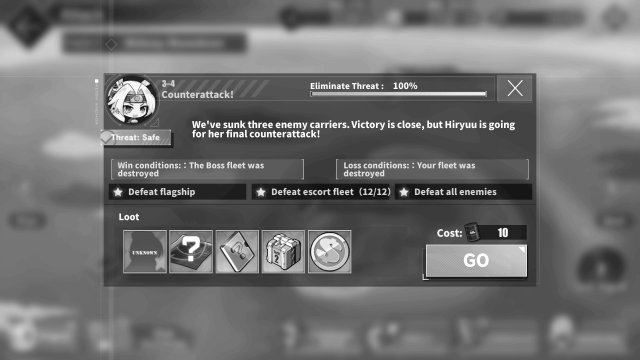 3-4
Counterattack!
Eliminate Threat : 100%
Threat: Safe
We've sunk three enemy carriers. Victory is close, but Hiryuu is going
for her final counterattack!
Win conditions: : The Boss fleet was
destroyed
Loss conditions: : Your fleet was
destroyed
Defeat flagship
Defeat escort fleet (12/12)
Defeat all enemies
Loot
UNKNOWN
Cost: 10
GO